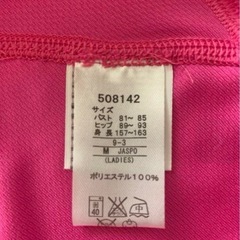 508142
サイズ
バスト 81~ 85
ヒップ 89~ 93
身 長 157~163
9-3
M JASPO
(LADIES)
ポリエステル100%
40